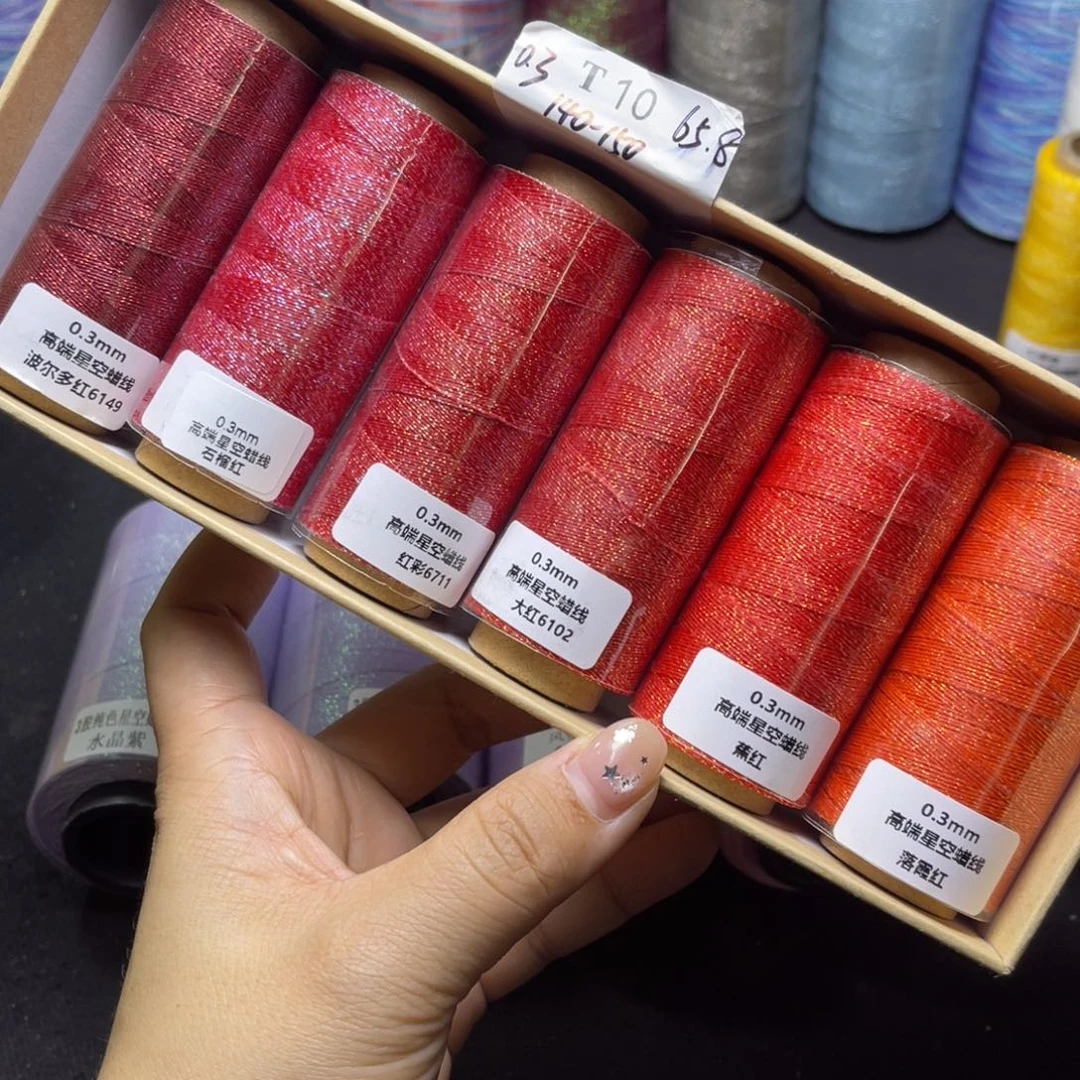 0.3 T10 65.8
140-150
0.3mm
高端星空蜡线
波尔多红6149
0.3mm
高端星空蜡线
石榴红
0.3mm
高端星空蜡线
红彩6711
0.3mm
高端星空蜡线
大红6102
0.3mm
高端星空蜡线
蕉红
0.3mm
高端星空蜡线
落霞红
纯色星空
水晶紫